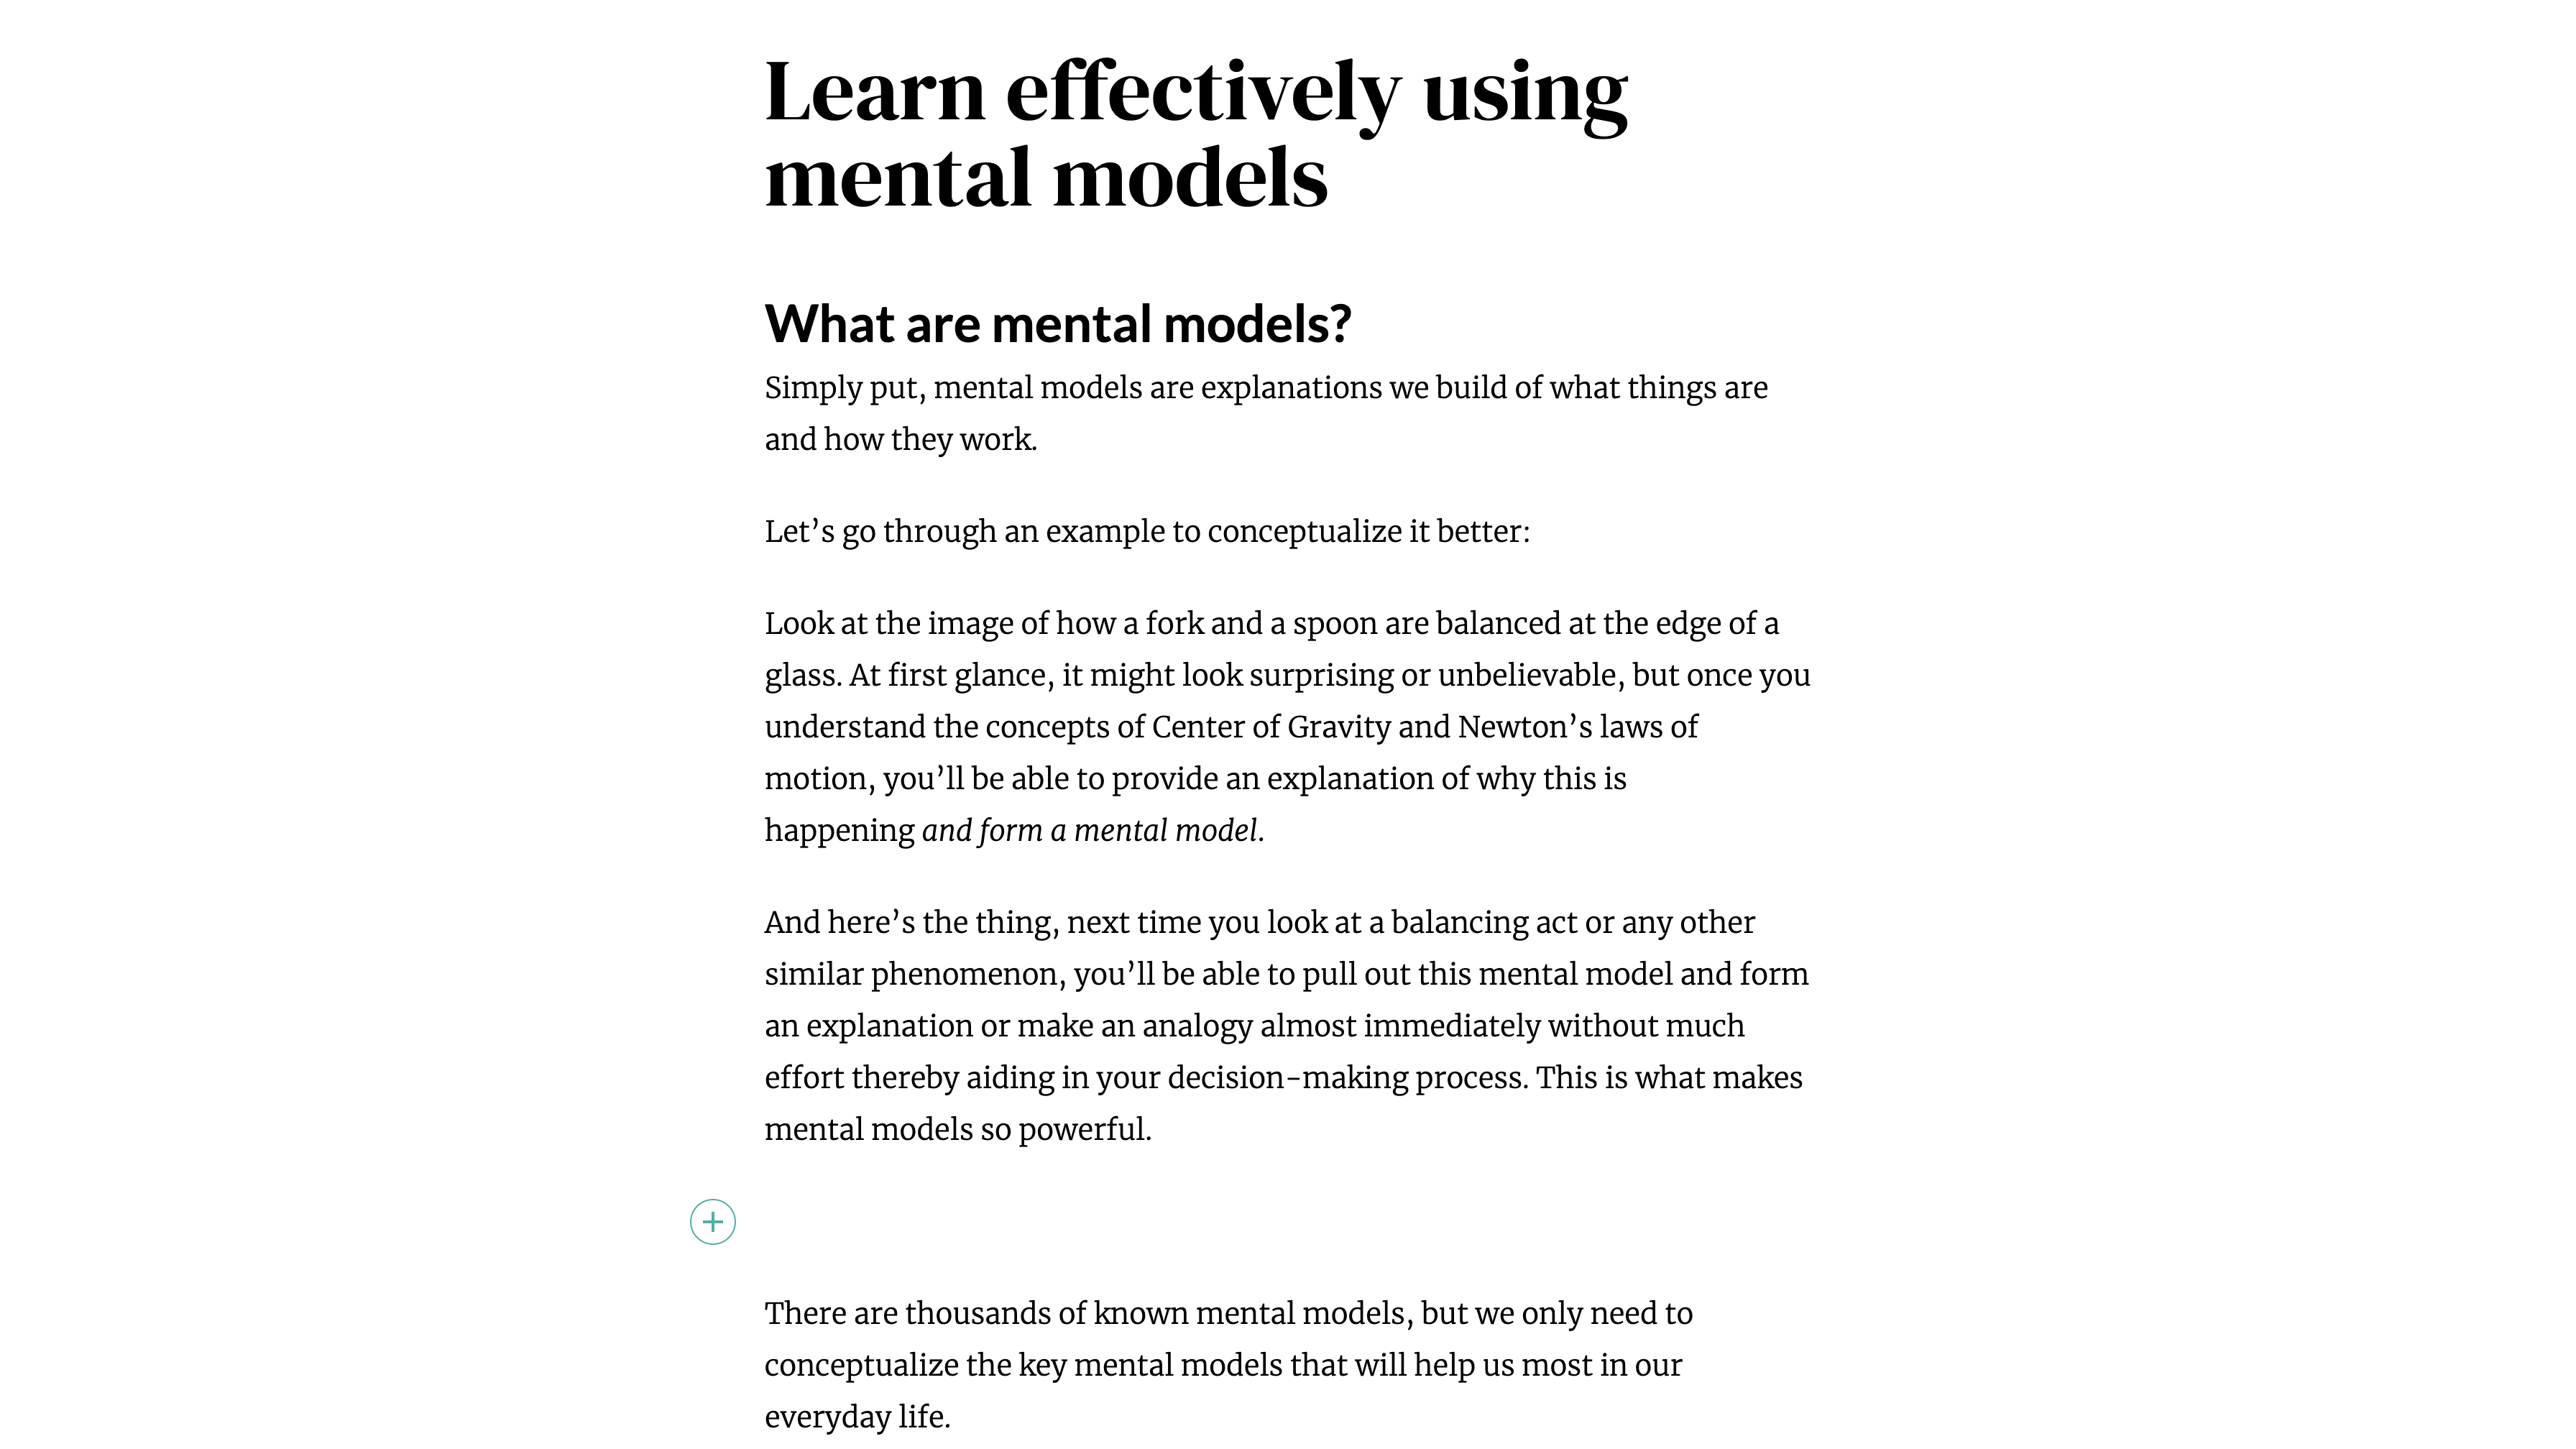 Learn effectively using
mental models
What are mental models?
Simply put, mental models are explanations we build of what things are
and how they work.
Let’s go through an example to conceptualize it better:
Look at the image of how a fork and a spoon are balanced at the edge of a
glass. At first glance, it might look surprising or unbelievable, but once you
understand the concepts of Center of Gravity and Newton’s laws of
motion, you’ll be able to provide an explanation of why this is
happening and form a mental model.
And here’s the thing, next time you look at a balancing act or any other
similar phenomenon, you’ll be able to pull out this mental model and form
an explanation or make an analogy almost immediately without much
effort thereby aiding in your decision-making process. This is what makes
mental models so powerful.
There are thousands of known mental models, but we only need to
conceptualize the key mental models that will help us most in our
everyday life.